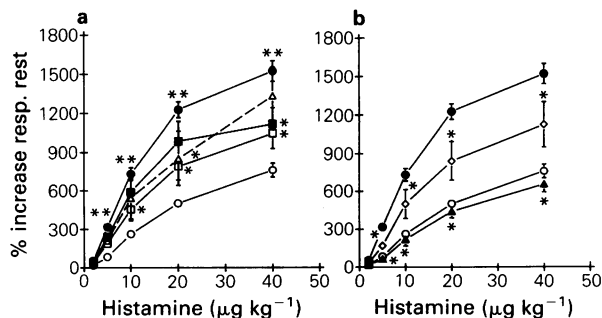 a
b
% increase resp. rest
1800
1500
1200
900
600
300
0
0 10 20 30 40 50
Histamine (μg kg⁻¹)
1800
1500
1200
900
600
300
0
0 10 20 30 40 50
Histamine (μg kg⁻¹)
** ** ** **
* * * * *
* * * * *
* * * *